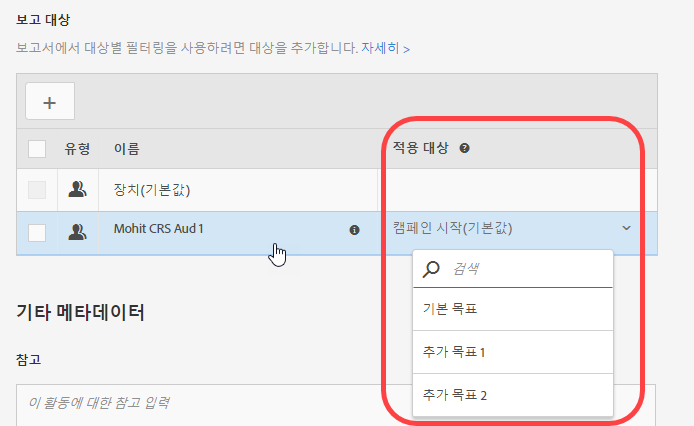 보고 대상
보고서에서 대상별 필터링을 사용하려면 대상을 추가합니다. 자세히 >
+
유형 이름 적용 대상 ?
장치(기본값)
Mohit CRS Aud 1 i 캠페인 시작(기본값)
검색
기본 목표
추가 목표 1
추가 목표 2
기타 메타데이터
참고
이 활동에 대한 참고 입력